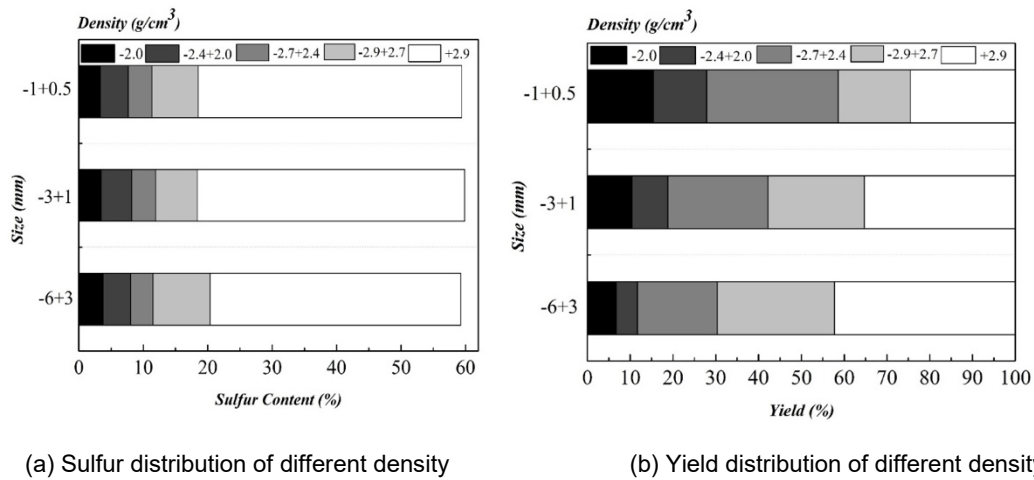 Density (g/cm³)
-2.0 -2.4+2.0 -2.7+2.4 -2.9+2.7 +2.9
-1+0.5
-3+1
-6+3
Size (mm)
0 10 20 30 40 50 60
Sulfur Content (%)
(a) Sulfur distribution of different density
Density (g/cm³)
-2.0 -2.4+2.0 -2.7+2.4 -2.9+2.7 +2.9
-1+0.5
-3+1
-6+3
Size (mm)
0 10 20 30 40 50 60 70 80 90 100
Yield (%)
(b) Yield distribution of different density